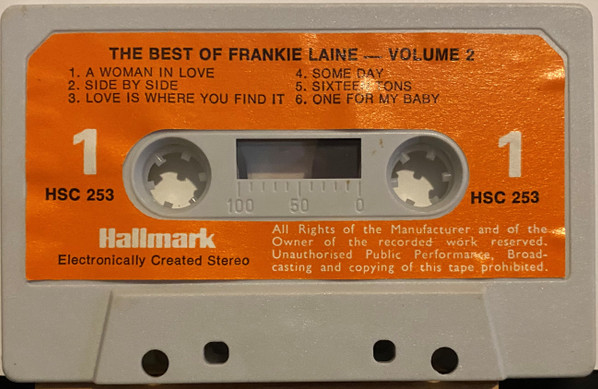 THE BEST OF FRANKIE LAINE — VOLUME 2
1. A WOMAN IN LOVE
2. SIDE BY SIDE
3. LOVE IS WHERE YOU FIND IT
4. SOME DAY
5. SIXTEEN TONS
6. ONE FOR MY BABY
1
HSC 253
100 50 0
1
HSC 253
Hallmark
Electronically Created Stereo
All Rights of the Manufacturer and of the
Owner of the recorded work reserved.
Unauthorised Public Performance, Broad-
casting and copying of this tape prohibited.